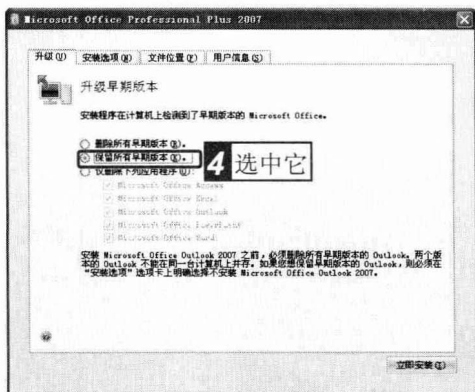 Microsoft Office Professional Plus 2007
升级(U) 安装选项(N) 文件位置(F) 用户信息(S)
升级早期版本
安装程序在计算机上检测到了早期版本的 Microsoft Office。
删除所有早期版本(R)。
保留所有早期版本(K)。
4 选中它
仅删除下列应用程序(O):
Microsoft Office Access
Microsoft Office Excel
Microsoft Office Outlook
Microsoft Office PowerPoint
Microsoft Office Word
安装 Microsoft Office Outlook 2007 之前，必须删除所有早期版本的 Outlook。两个版
本的 Outlook 不能在同一台计算机上并存。如果您想保留早期版本的 Outlook，则必须在
“安装选项”选项卡上明确选择不安装 Microsoft Office Outlook 2007。
立即安装(I)